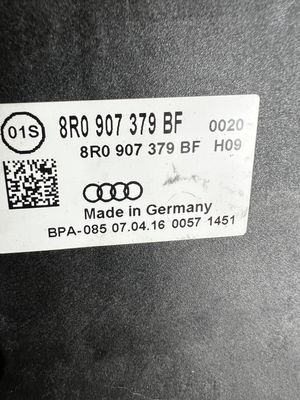 01S
8R0 907 379 BF 0020
8R0 907 379 BF H09
Made in Germany
BPA-085 07.04.16 0057 1451